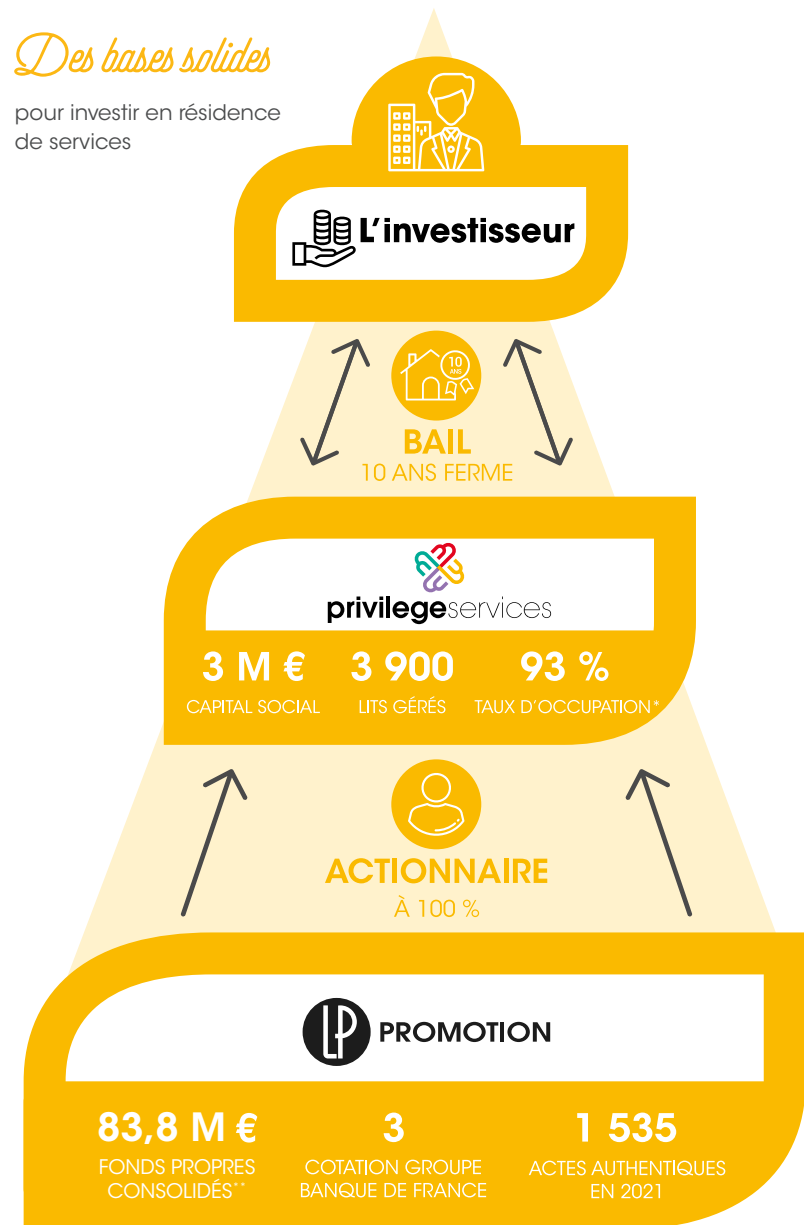 Des bases solides
pour investir en résidence
de services
L'investisseur
10
ANS
BAIL
10 ANS FERME
privilegeservices
3 M € 3 900 93 %
CAPITAL SOCIAL LITS GÉRÉS TAUX D'OCCUPATION*
ACTIONNAIRE
À 100 %
LP PROMOTION
83,8 M € 3 1 535
FONDS PROPRES COTATION GROUPE ACTES AUTHENTIQUES
CONSOLIDÉS** BANQUE DE FRANCE EN 2021